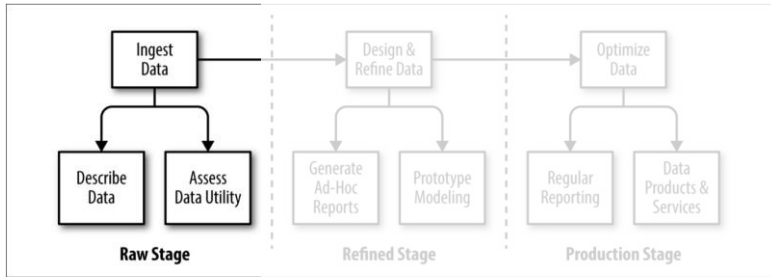 Ingest
Data
Design &
Refine Data
Optimize
Data
Describe
Data
Assess
Data Utility
Generate
Ad-Hoc
Reports
Prototype
Modeling
Regular
Reporting
Data
Products &
Services
Raw Stage
Refined Stage
Production Stage